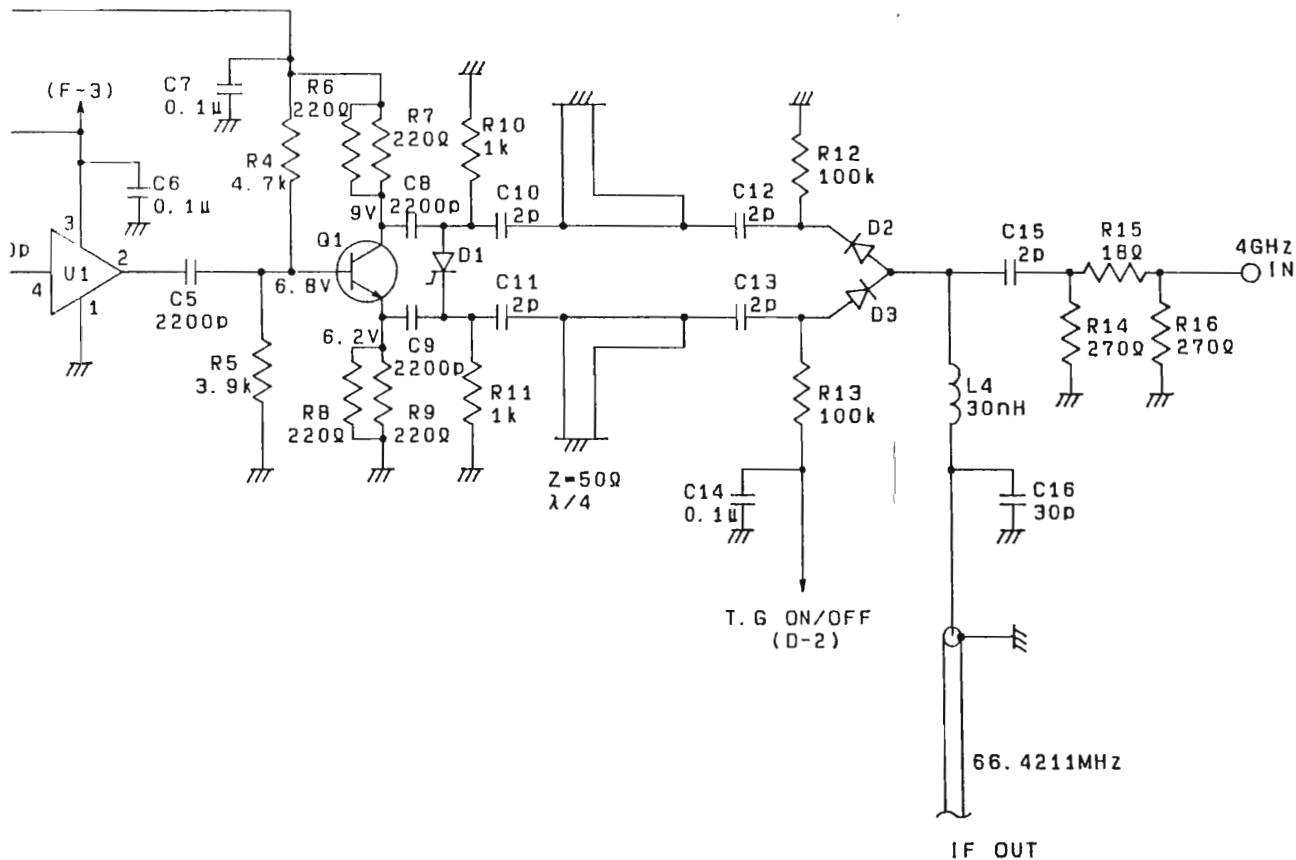 (F-3)
C7
0.1µ
R6
220Ω
R7
220Ω
R10
1k
R12
100k
C6
0.1µ
R4
4.7k
C8
2200p
C10
2p
C12
2p
9V
Q1
D1
D2
C15
2p
R15
18Ω
4GHz
IN
3
0p
U1
2
4
1
C5
2200p
6.8V
6.2V
C9
2200p
C11
2p
C13
2p
D3
R14
270Ω
R16
270Ω
R5
3.9k
R8
220Ω
R9
220Ω
R11
1k
R13
100k
L4
30nH
Z=50Ω
λ/4
C14
0.1µ
C16
30p
T.G ON/OFF
(D-2)
66.4211MHz
IF OUT